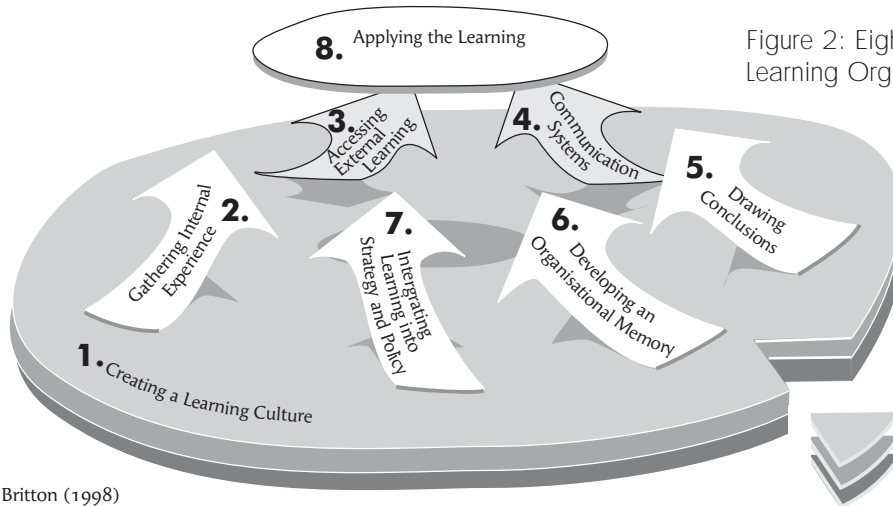 8. Applying the Learning
Figure 2: Eigh
Learning Org
3. Accessing
External
Learning
4. Communication
Systems
5. Drawing
Conclusions
2. Gathering Internal
Experience
7. Intergrating
Learning into
Strategy and Policy
6. Developing an
Organisational Memory
1. Creating a Learning Culture
Britton (1998)